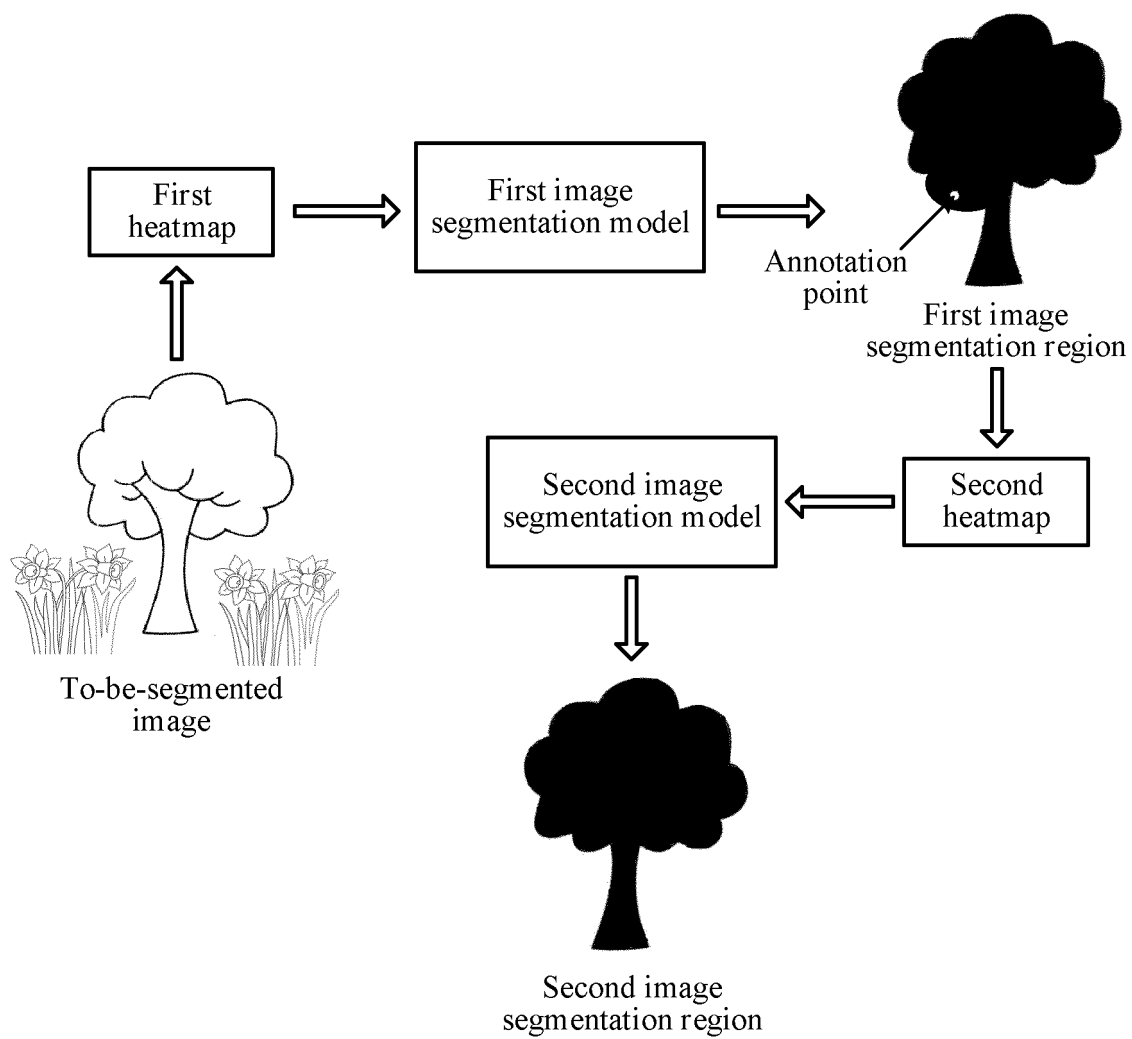 First
heatmap
First image
segmentation model
Annotation
point
First image
segmentation region
Second image
segmentation model
Second
heatmap
To-be-segmented
image
Second image
segmentation region